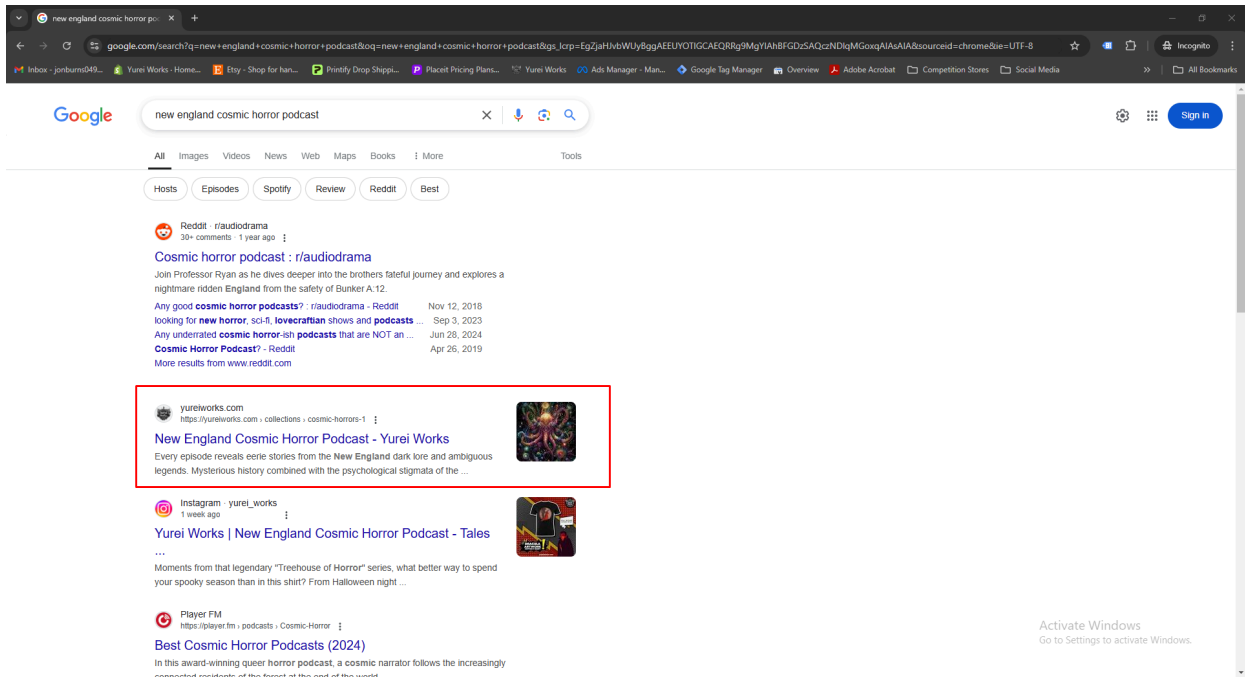 new england cosmic horror poc
google.com/search?q=new+england+cosmic+horror+podcast&oq=new+england+cosmic+horror+podcast&gs_lcrp=EgZjaHJvbWUyBggAEEUYOTIGCAEQRRg9MgYIAhBFGDzSAQczNDlqMGoxqAIAsAIA&sourceid=chrome&ie=UTF-8
Incognito
Inbox - jonburns049...
Yurei Works - Home...
Etsy - Shop for han...
Printify Drop Shippi...
Placeit Pricing Plans...
Yurei Works
Ads Manager - Man...
Google Tag Manager
Overview
Adobe Acrobat
Competition Stores
Social Media
»
All Bookmarks
Google
new england cosmic horror podcast
Sign in
All
Images
Videos
News
Web
Maps
Books
More
Tools
Hosts
Episodes
Spotify
Review
Reddit
Best
Reddit · r/audiodrama
30+ comments · 1 year ago
Cosmic horror podcast : r/audiodrama
Join Professor Ryan as he dives deeper into the brothers fateful journey and explores a
nightmare ridden England from the safety of Bunker A:12.
Any good cosmic horror podcasts? : r/audiodrama - Reddit Nov 12, 2018
looking for new horror, sci-fi, lovecraftian shows and podcasts ... Sep 3, 2023
Any underrated cosmic horror-ish podcasts that are NOT an ... Jun 28, 2024
Cosmic Horror Podcast? - Reddit Apr 26, 2019
More results from www.reddit.com
yureiworks.com
https://yureiworks.com › collections › cosmic-horrors-1
New England Cosmic Horror Podcast - Yurei Works
Every episode reveals eerie stories from the New England dark lore and ambiguous
legends. Mysterious history combined with the psychological stigmata of the ...
Instagram · yurei_works
1 week ago
Yurei Works | New England Cosmic Horror Podcast - Tales
...
Moments from that legendary "Treehouse of Horror" series, what better way to spend
your spooky season than in this shirt? From Halloween night ...
Player FM
https://player.fm › podcasts › Cosmic-Horror
Best Cosmic Horror Podcasts (2024)
In this award-winning queer horror podcast, a cosmic narrator follows the increasingly
connected residents of the forest at the end of the world
Activate Windows
Go to Settings to activate Windows.